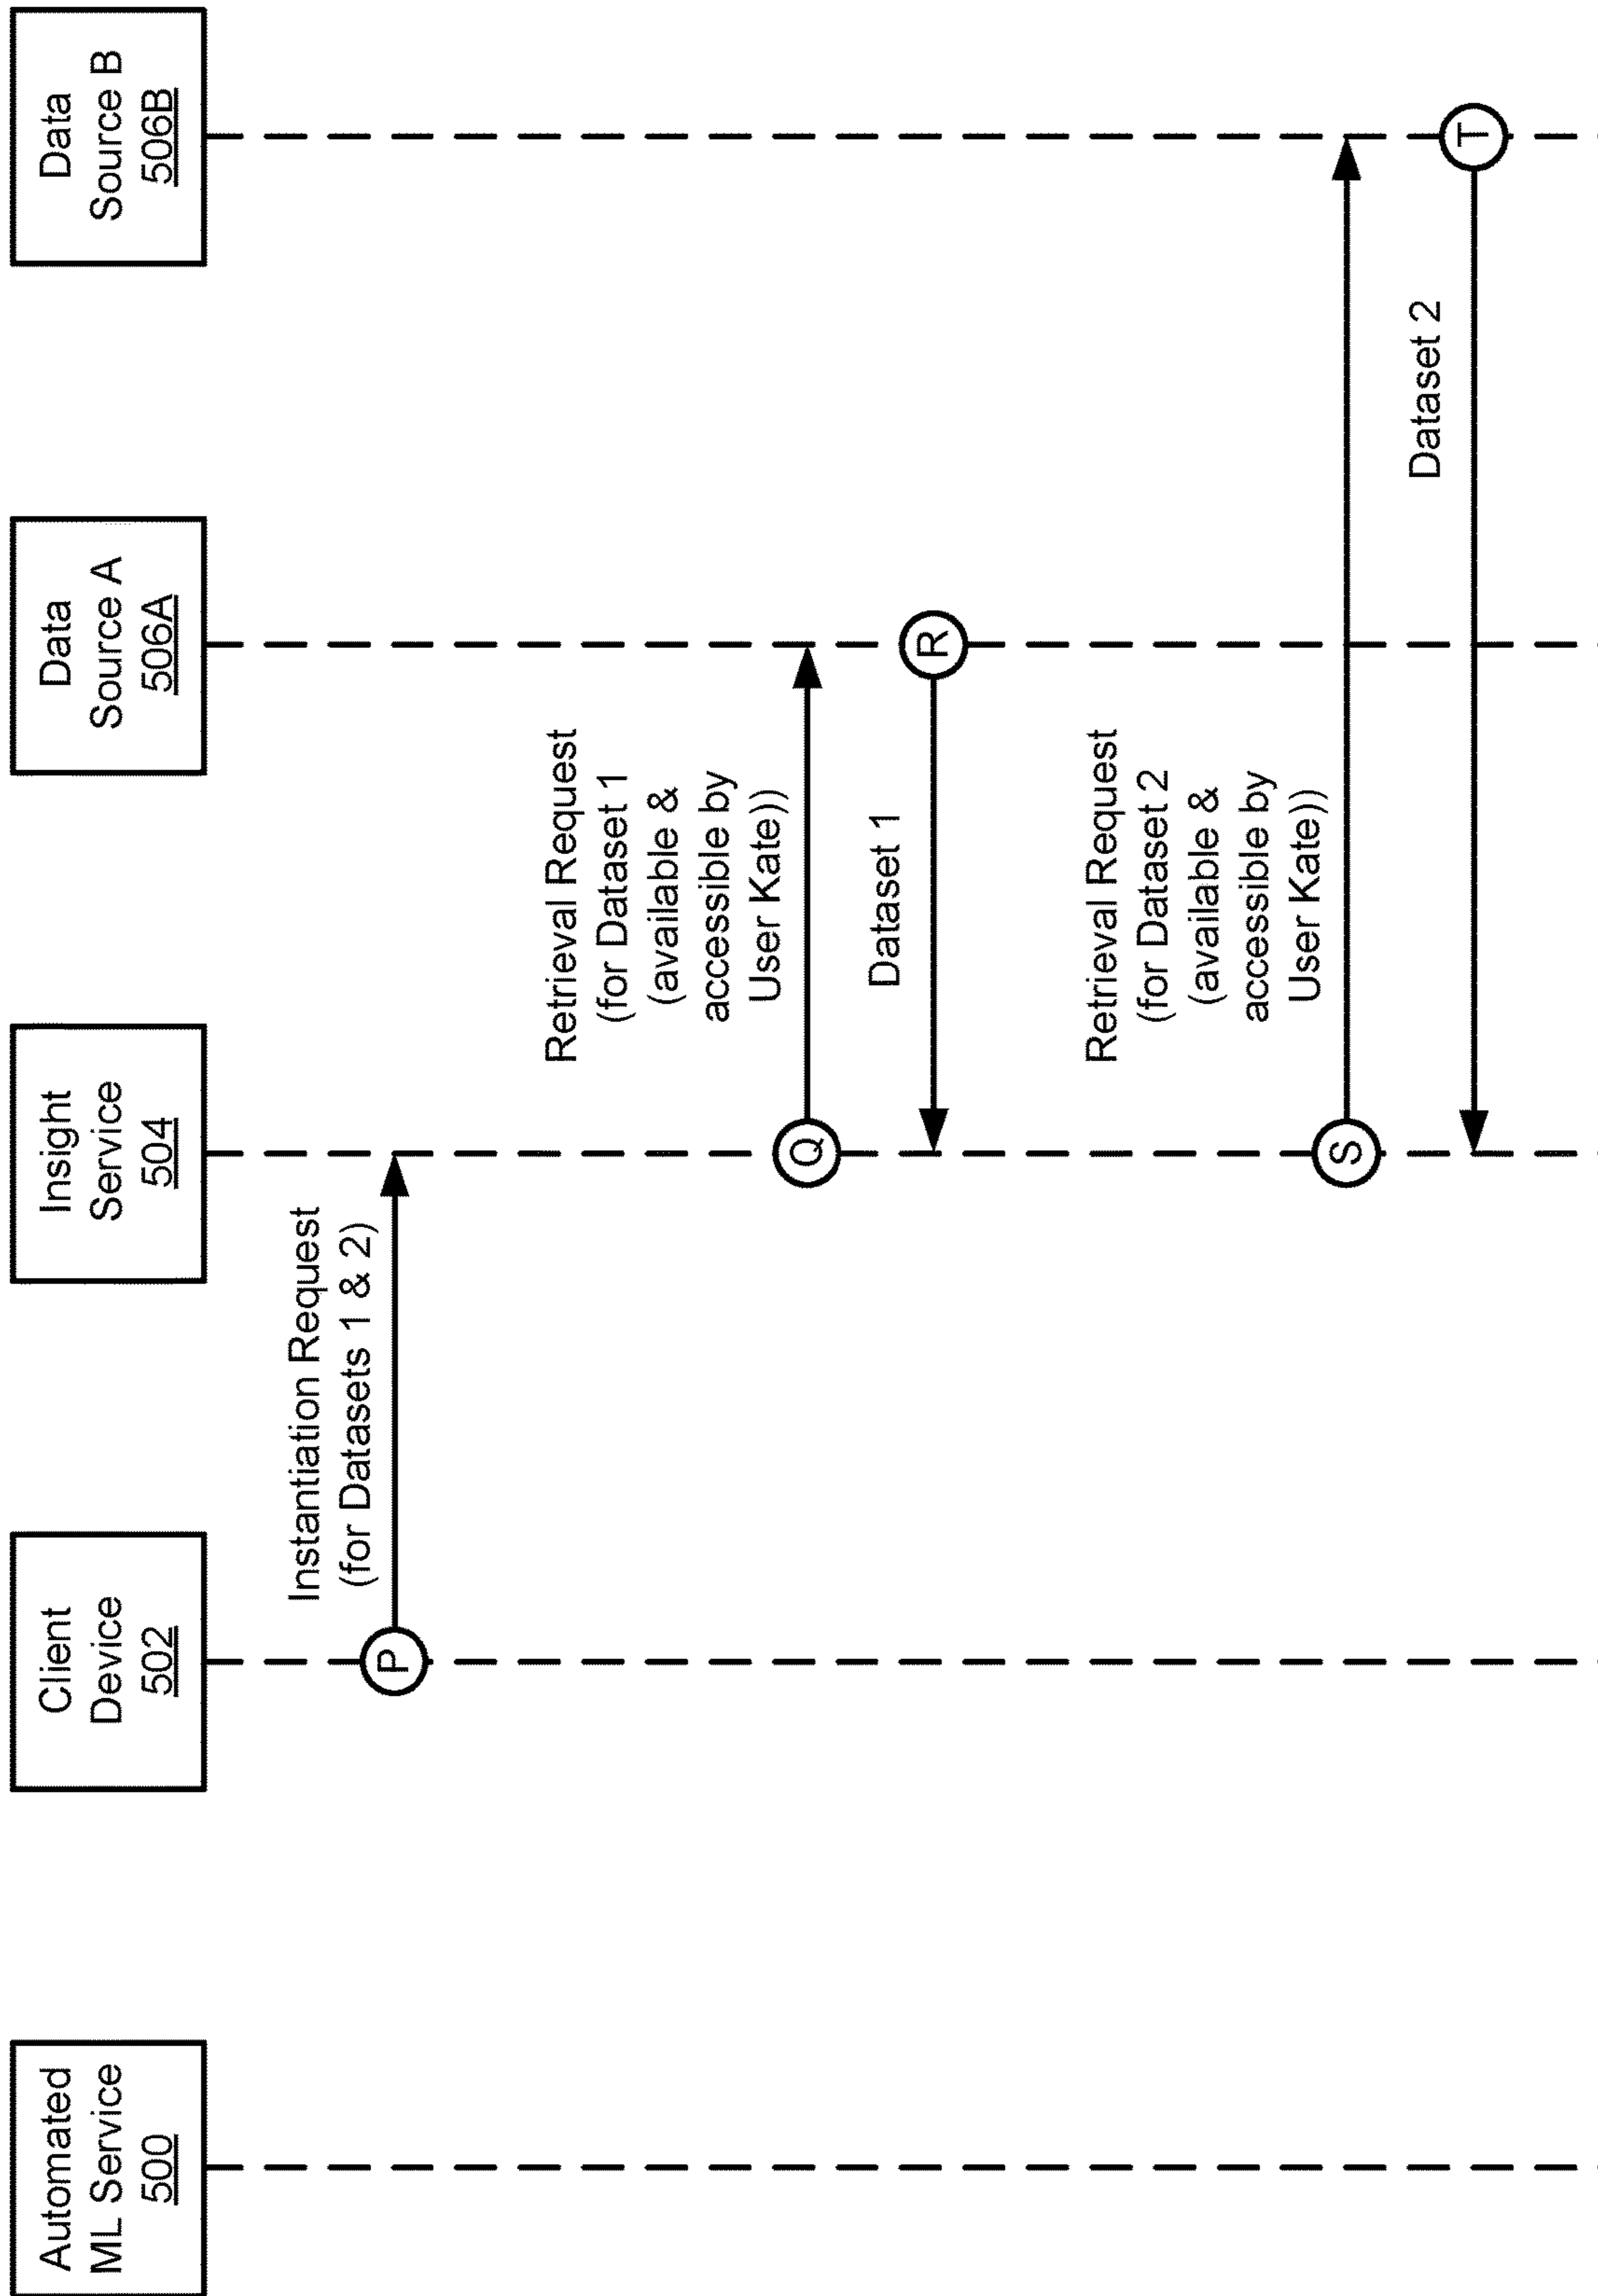 Automated
ML Service
500
Client
Device
502
Insight
Service
504
Data
Source A
506A
Data
Source B
506B
Instantiation Request
(for Datasets 1 & 2)
P
Retrieval Request
(for Dataset 1
(available &
accessible by
User Kate))
Q
Dataset 1
R
Retrieval Request
(for Dataset 2
(available &
accessible by
User Kate))
S
Dataset 2
T